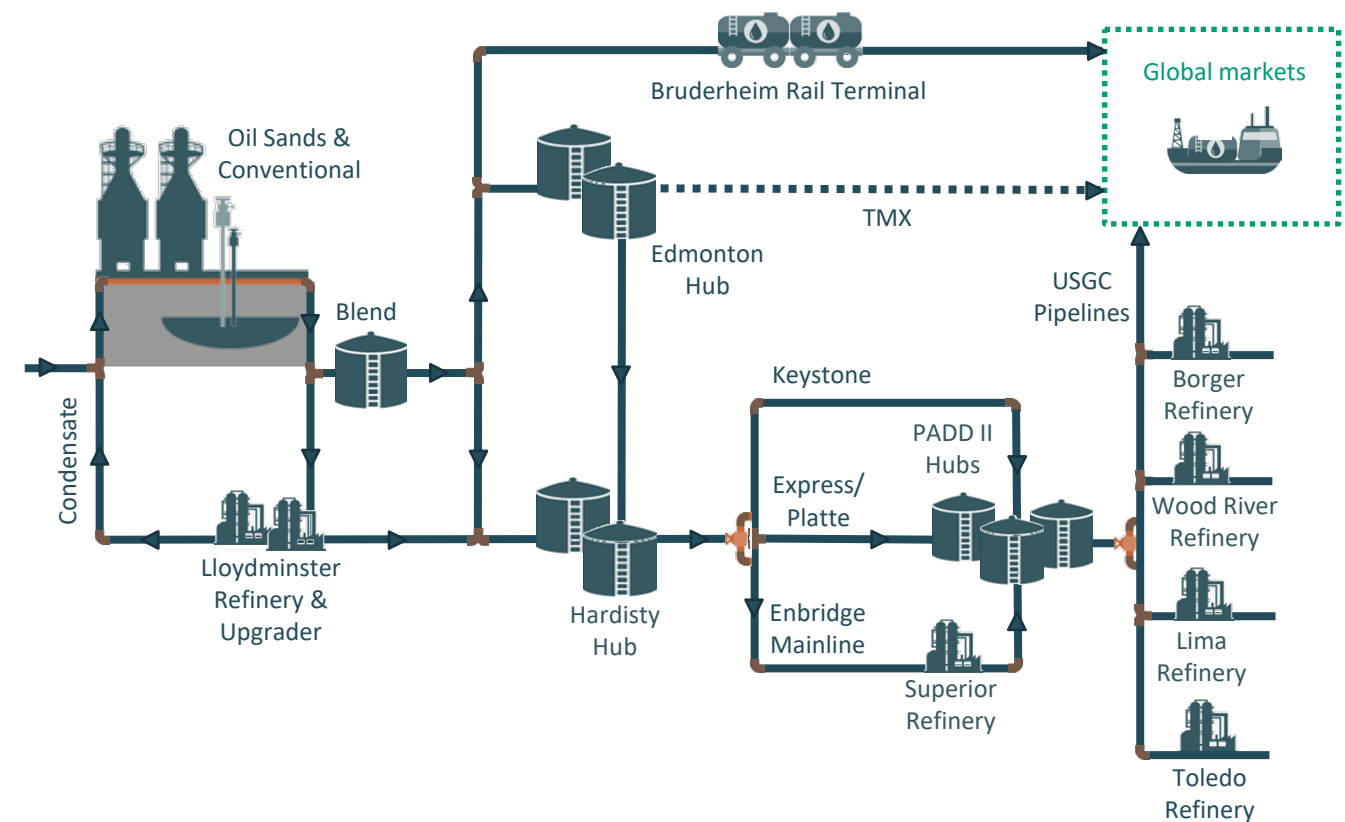 Global markets
Bruderheim Rail Terminal
Oil Sands &
Conventional
TMX
Edmonton
Hub
USGC
Pipelines
Blend
Condensate
Keystone
Borger
Refinery
PADD II
Hubs
Express/
Platte
Wood River
Refinery
Lloydminster
Refinery &
Upgrader
Hardisty
Hub
Enbridge
Mainline
Lima
Refinery
Superior
Refinery
Toledo
Refinery